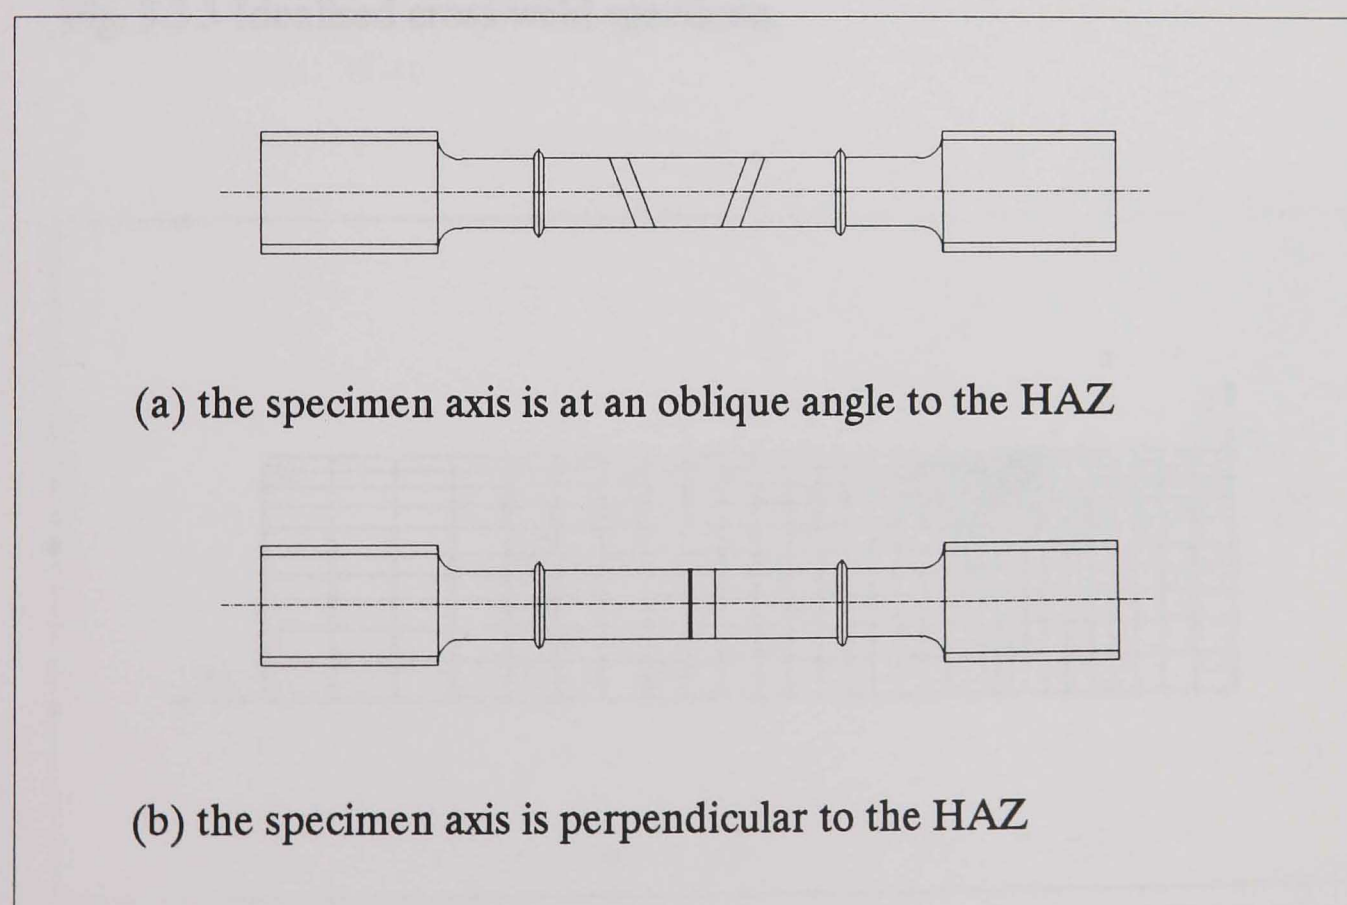 (a) the specimen axis is at an oblique angle to the HAZ
(b) the specimen axis is perpendicular to the HAZ